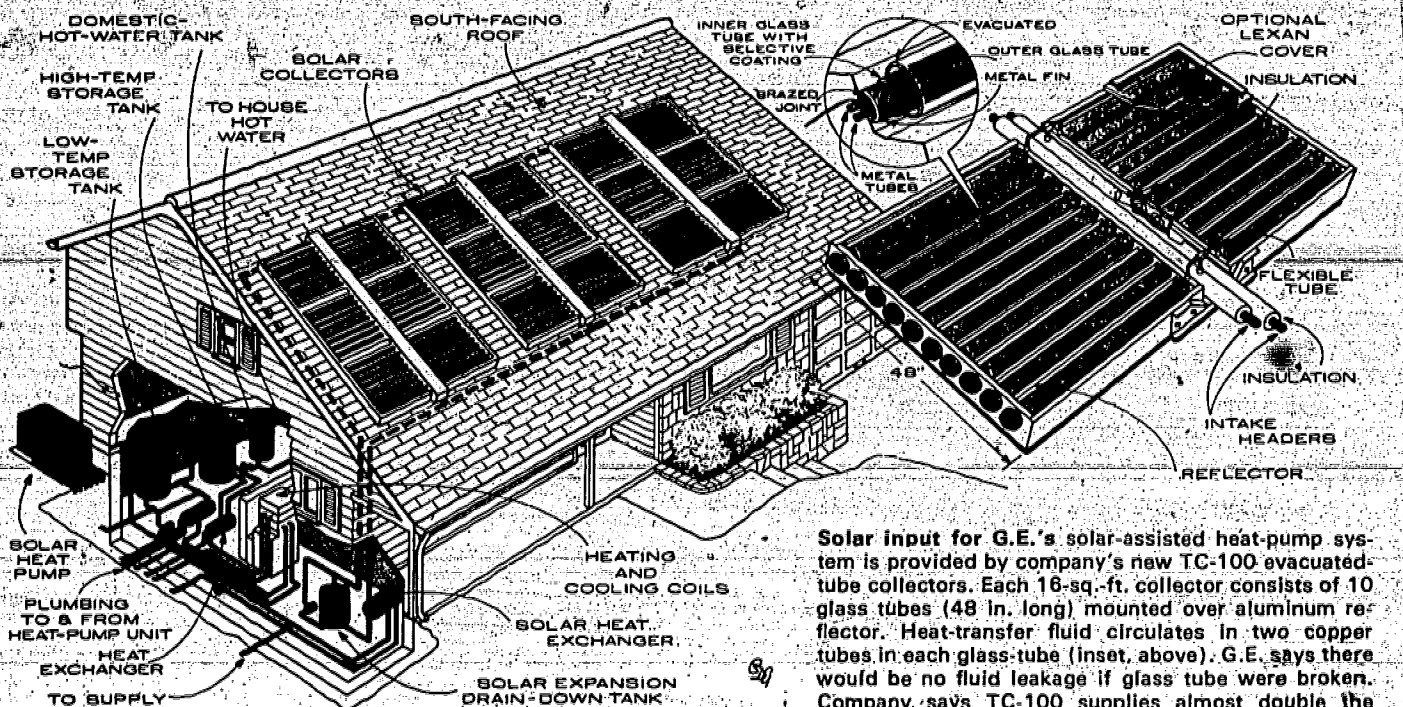 DOMESTIC-
HOT-WATER TANK
HIGH-TEMP
STORAGE
TANK
LOW-
TEMP
STORAGE
TANK
TO HOUSE
HOT
WATER
SOLAR
COLLECTORS
SOUTH-FACING
ROOF
INNER GLASS
TUBE WITH
SELECTIVE
COATING
EVACUATED
OUTER GLASS TUBE
METAL FIN
BRAZED
JOINT
METAL
TUBES
OPTIONAL
LEXAN
COVER
INSULATION
FLEXIBLE
TUBE
INSULATION
INTAKE
HEADERS
REFLECTOR
48"
SOLAR
HEAT
PUMP
PLUMBING
TO & FROM
HEAT-PUMP UNIT
HEAT
EXCHANGER
TO SUPPLY
HEATING
AND
COOLING COILS
SOLAR HEAT
EXCHANGER
SOLAR EXPANSION
DRAIN-DOWN TANK
Solar input for G.E.'s solar-assisted heat-pump sys-
tem is provided by company's new TC-100 evacuated-
tube collectors. Each 16-sq.-ft. collector consists of 10
glass tubes (48 in. long) mounted over aluminum re-
flector. Heat-transfer fluid circulates in two copper
tubes in each glass-tube (inset, above). G.E. says there
would be no fluid leakage if glass tube were broken.
Company says TC-100 supplies almost double the